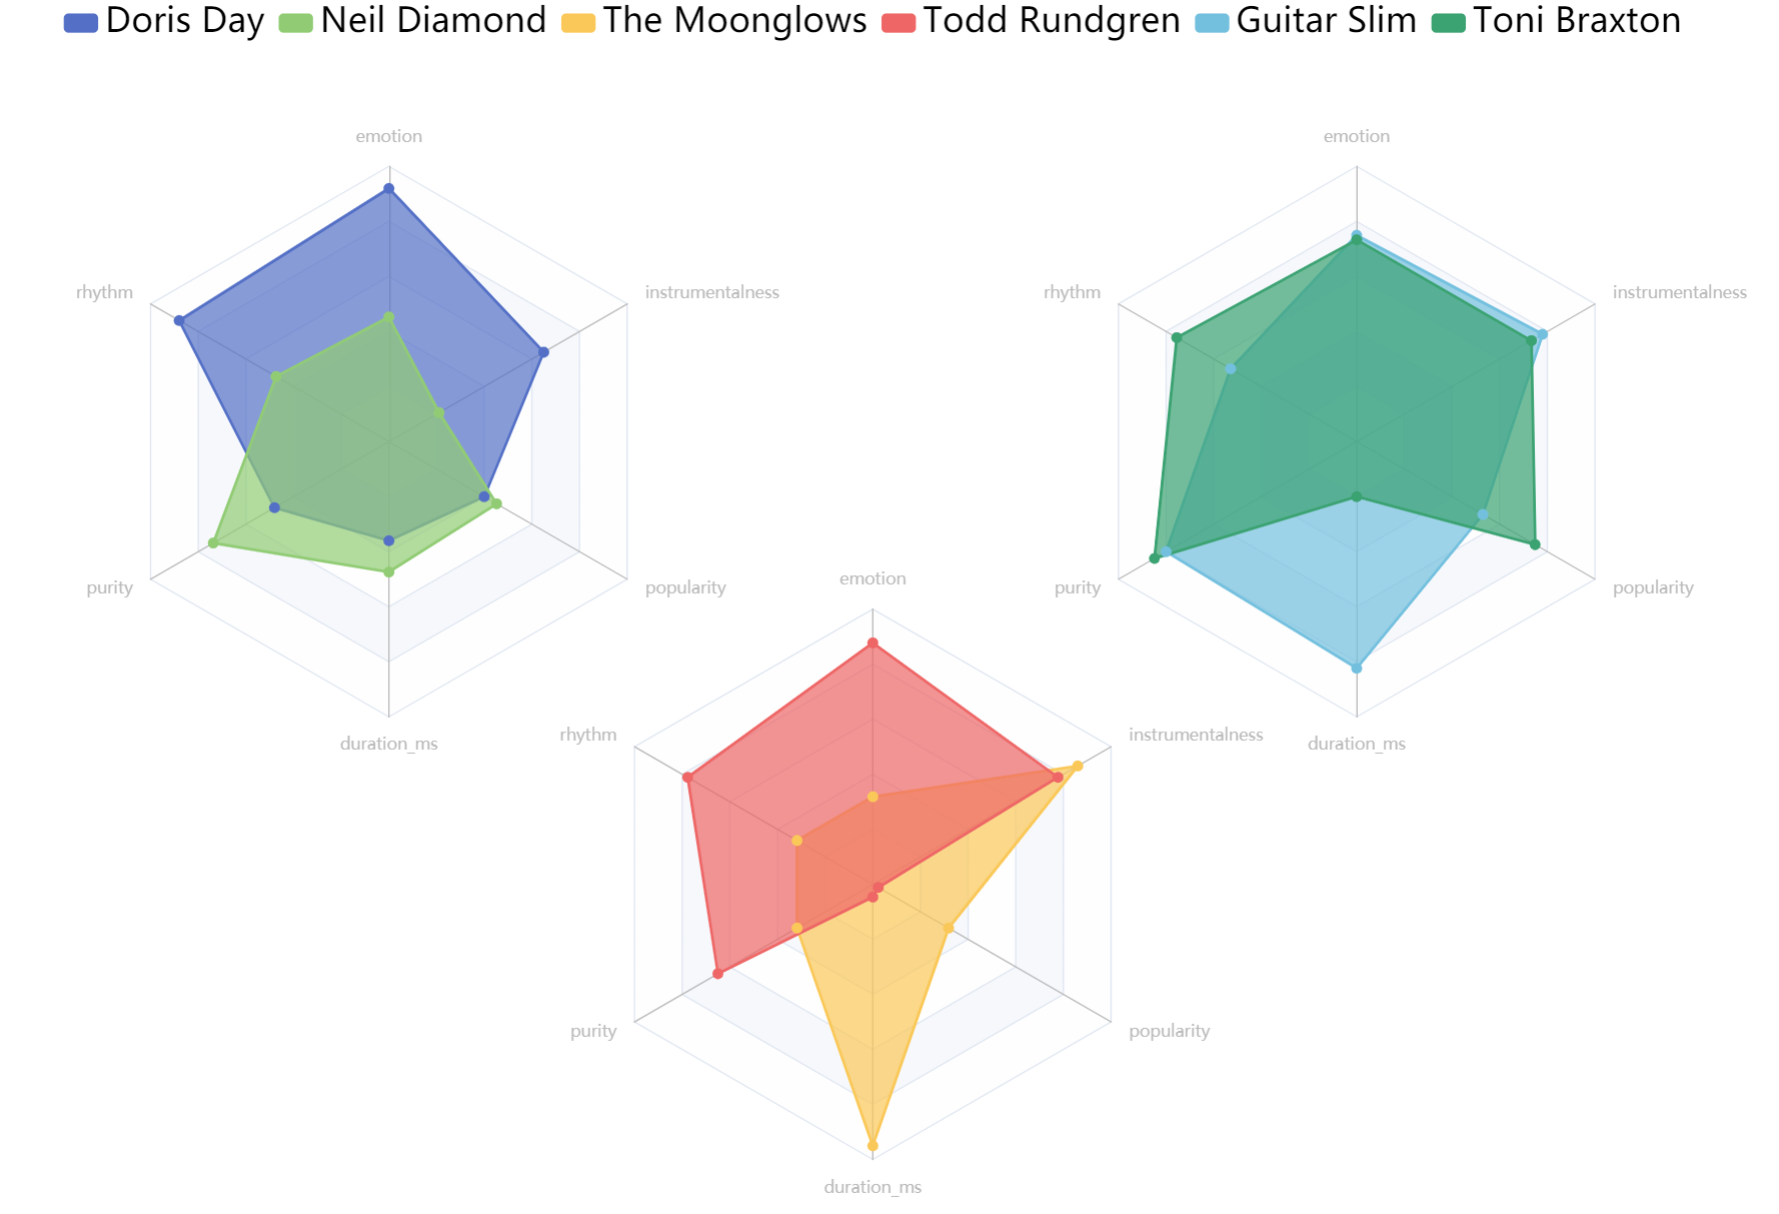 Doris Day Neil Diamond The Moonglows Todd Rundgren Guitar Slim Toni Braxton
emotion
rhythm
instrumentalness
purity
popularity
duration_ms
emotion
rhythm
instrumentalness
purity
popularity
duration_ms
emotion
rhythm
instrumentalness
purity
popularity
duration_ms